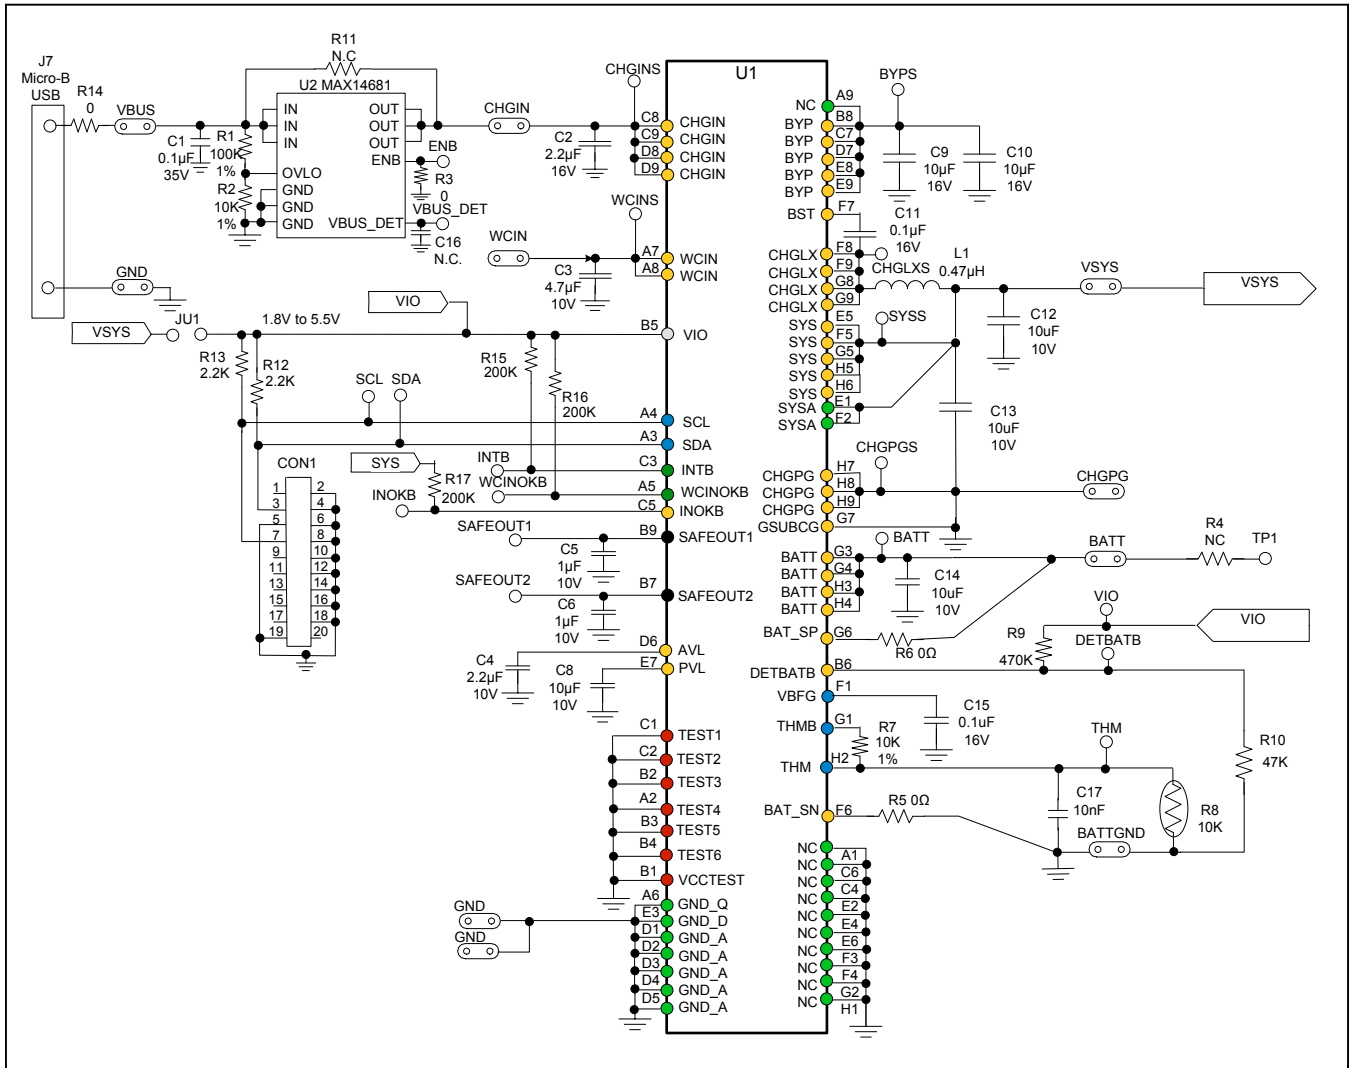 J7
Micro-B
USB
R14
0
VBUS
C1
0.1µF
35V
R1
100K
1%
R2
10K
1%
R11
N.C
U2 MAX14681
IN
IN
IN
OVLO
GND
GND
GND
OUT
OUT
OUT
ENB
VBUS_DET
ENB
R3
0
VBUS_DET
C16
N.C.
CHGIN
C2
2.2µF
16V
CHGINS
C8
C9
D8
D9
CHGIN
CHGIN
CHGIN
CHGIN
WCINS
WCIN
C3
4.7µF
10V
A7
A8
WCIN
WCIN
GND
VSYS
JU1
1.8V to 5.5V
VIO
B5
VIO
R13
2.2K
R12
2.2K
R15
200K
R16
200K
SCL
SDA
A4
SCL
A3
SDA
SYS
R17
200K
INTB
C3
INTB
WCINOKB
A5
WCINOKB
INOKB
C5
INOKB
CON1
1
2
3
4
5
6
7
8
9
10
11
12
13
14
15
16
17
18
19
20
SAFEOUT1
B9
SAFEOUT1
C5
1µF
10V
SAFEOUT2
B7
SAFEOUT2
C6
1µF
10V
D6
AVL
C4
2.2µF
10V
E7
PVL
C8
10µF
10V
C1
TEST1
C2
TEST2
B2
TEST3
A2
TEST4
B3
TEST5
B4
TEST6
B1
VCCTEST
A6
GND_Q
E3
GND_D
D1
GND_A
D2
GND_A
D3
GND_A
D4
GND_A
D5
GND_A
GND
GND
U1
NC
A9
BYP
B8
BYP
C7
BYP
D7
BYP
E8
BYP
E9
BYPS
C9
10µF
16V
C10
10µF
16V
BST
F7
C11
0.1µF
16V
CHGLX
F8
CHGLX
F9
CHGLX
G8
CHGLX
G9
CHGLXS
L1
0.47µH
VSYS
VSYS
C12
10uF
10V
SYS
E5
SYS
F5
SYS
G5
SYS
H5
SYS
H6
SYSA
E1
SYSA
F2
SYSS
C13
10uF
10V
CHGPGS
CHGPG
H7
CHGPG
H8
CHGPG
H9
GSUBCG
G7
CHGPG
BATT
BATT
G3
BATT
G4
BATT
H3
BATT
H4
C14
10uF
10V
BATT
R4
NC
TP1
BAT_SP
G6
R6 0Ω
VIO
VIO
R9
470K
DETBATB
DETBATB
B6
VBFG
F1
C15
0.1uF
16V
THMB
G1
R7
10K
1%
THM
H2
THM
C17
10nF
R8
10K
R10
47K
BAT_SN
F6
R5 0Ω
BATTGND
NC
A1
NC
C6
NC
C4
NC
E2
NC
E4
NC
E6
NC
F3
NC
F4
NC
G2
NC
H1